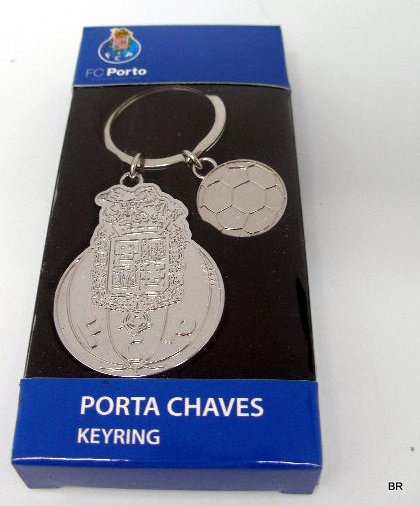 FC Porto
PORTA CHAVES
KEYRING
BR